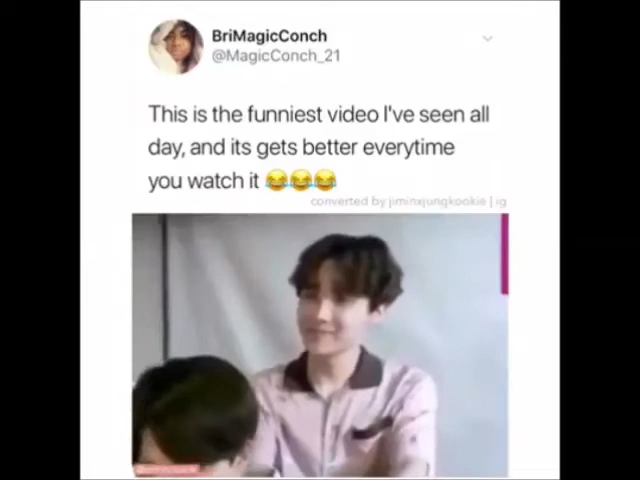 BriMagicConch
@MagicConch_21
This is the funniest video I've seen all
day, and its gets better everytime
you watch it 😂😂😂
converted by jiminxjungkookie | ig